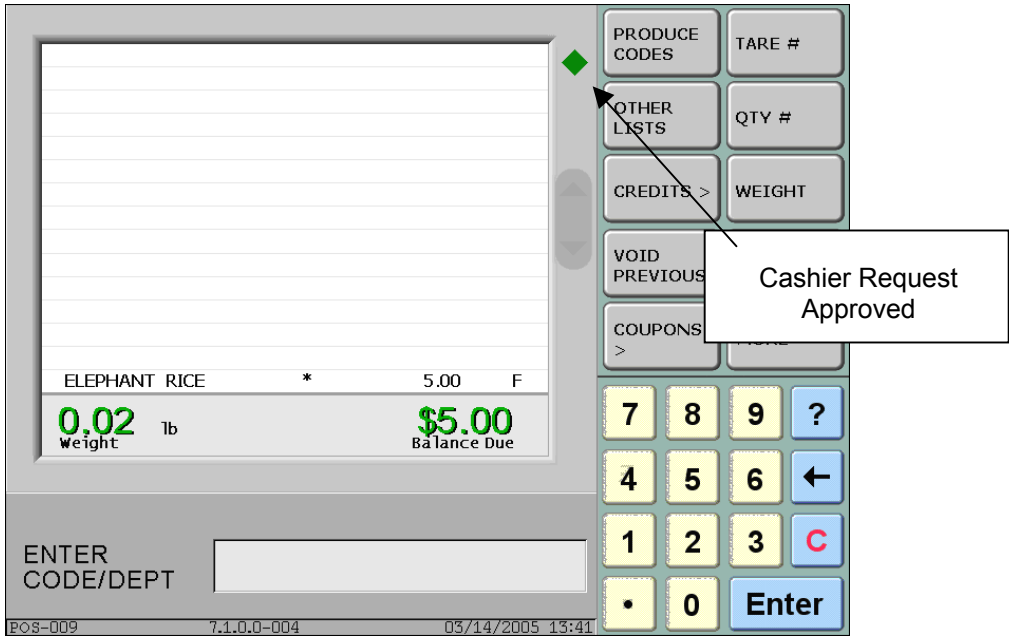 PRODUCE
CODES
TARE #
OTHER
LISTS
QTY #
CREDITS >
WEIGHT
VOID
PREVIOUS
Cashier Request
Approved
COUPONS
>
ELEPHANT RICE * 5.00 F
0.02 lb $5.00
Weight Balance Due
7 8 9 ?
4 5 6 ←
1 2 3 C
. 0 Enter
ENTER
CODE/DEPT
POS-009 7.1.0.0-004 03/14/2005 13:41